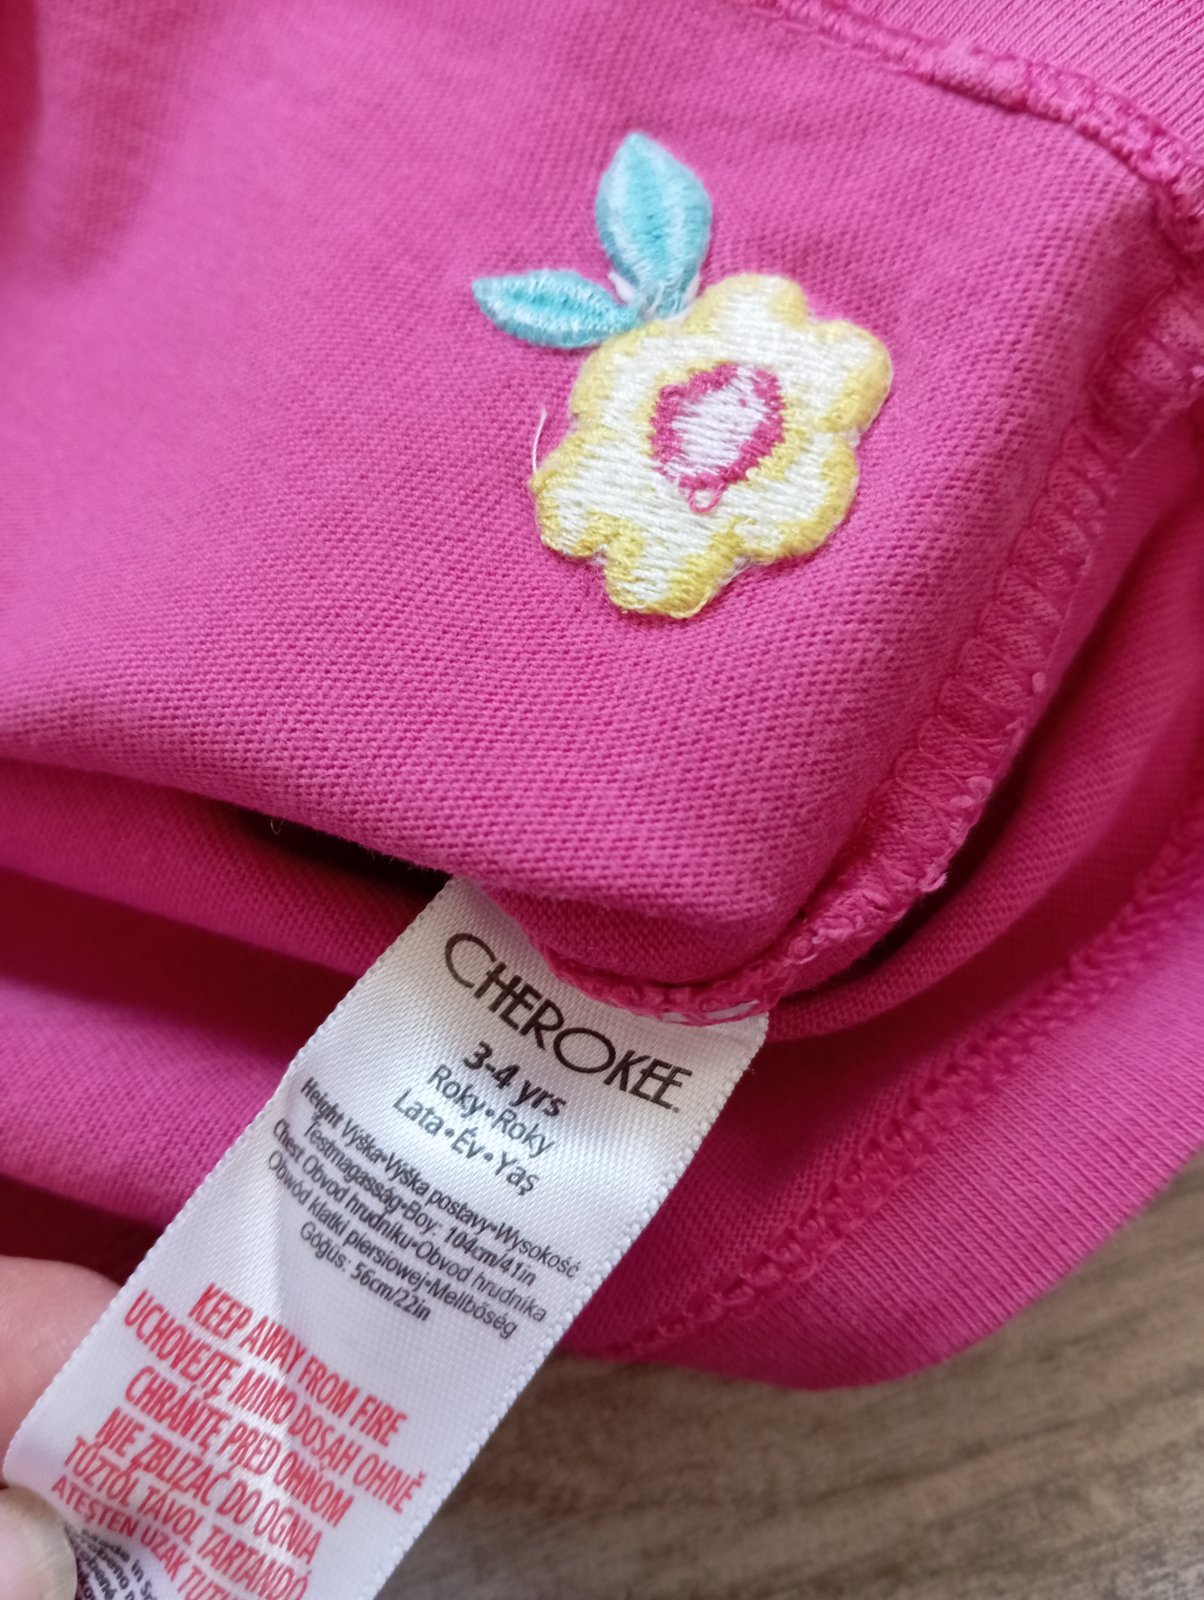 CHEROKEE
3-4 yrs
Roky•Roky
Lata•Év•Yaş
Height Výška•Výška postavy•Wysokość
Testmagasság•Boy: 104cm/41in
Chest Obvod hrudníku•Obvod hrudníka
Obwód klatki piersiowej•Mellbőség
Göğüs: 56cm/22in
KEEP AWAY FROM FIRE
UCHOVEJTE MIMO DOSAH OHNĚ
CHRÁŇTE PRED OHŇOM
NIE ZBLIŻAĆ DO OGNIA
TŰZTŐL TÁVOL TARTANDÓ
ATEŞTEN UZAK